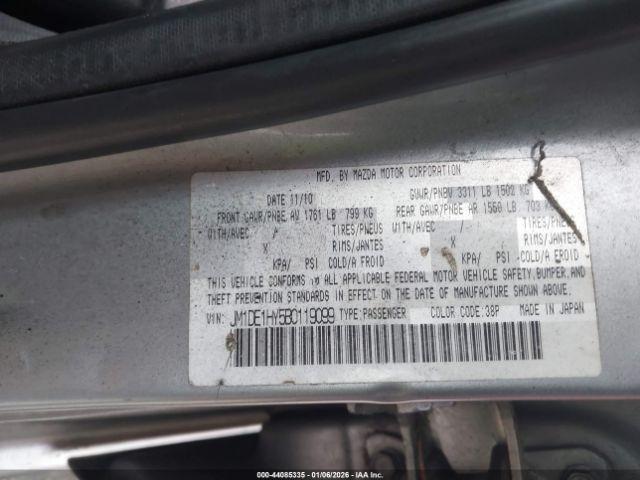 MFD. BY MAZDA MOTOR CORPORATION
DATE 11/10 GVWR/PNBV 3311 LB 1502 KG
FRONT GAWR/PNBE AV 1761 LB 799 KG REAR GAWR/PNBE AR 1550 LB 703
WITH/AVEC / TIRES/PNEUS WITH/AVEC / TIRES/PNEU
X RIMS/JANTES X RIMS/JANTES
KPA/ PSI COLD/A FROID KPA/ PSI COLD/A FROID
THIS VEHICLE CONFORMS TO ALL APPLICABLE FEDERAL MOTOR VEHICLE SAFETY, BUMPER, AND
THEFT PREVENTION STANDARDS IN EFFECT ON THE DATE OF MANUFACTURE SHOWN ABOVE.
VIN: JM1DE1HY5B0119099 TYPE:PASSENGER COLOR CODE:38P MADE IN JAPAN
000-44085335 - 01/06/2026 - IAAI.COM